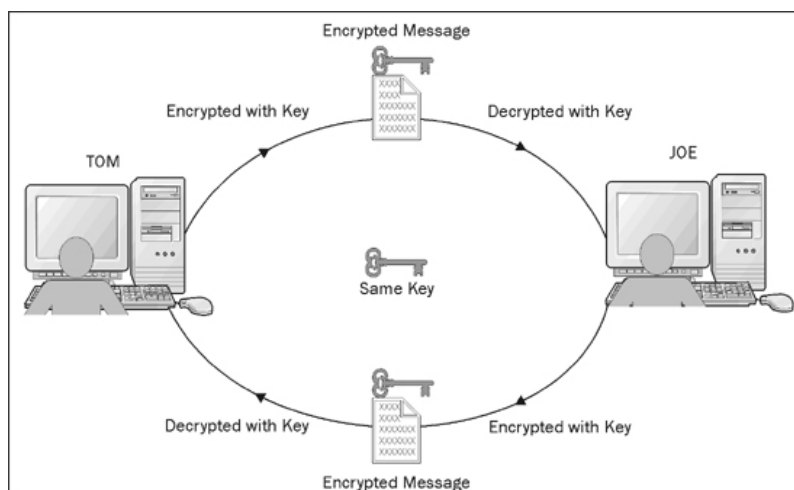 Encrypted Message
Encrypted with Key
Decrypted with Key
TOM
JOE
Same Key
Decrypted with Key
Encrypted with Key
Encrypted Message